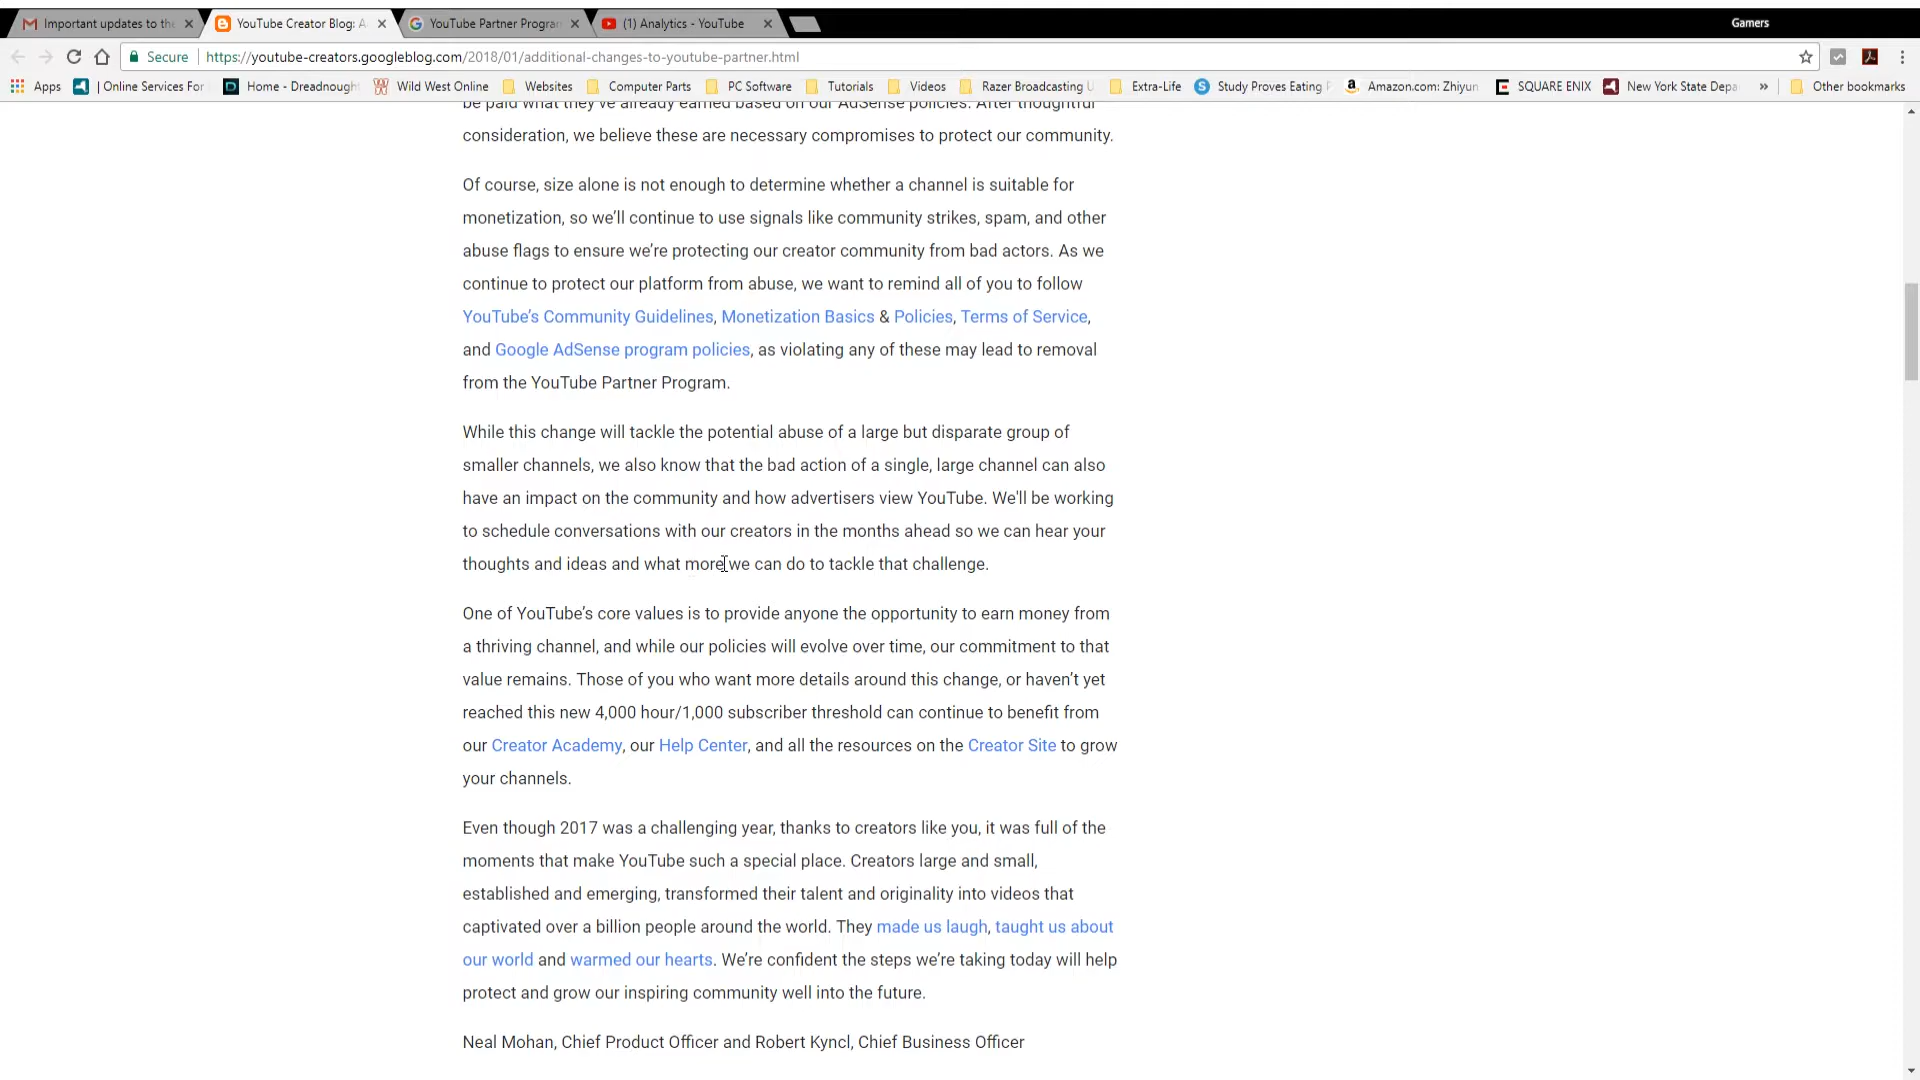 Important updates to the
YouTube Creator Blog: A
YouTube Partner Program
(1) Analytics - YouTube
Gamers
Secure
https://youtube-creators.googleblog.com/2018/01/additional-changes-to-youtube-partner.html
Apps
| Online Services For
Home - Dreadnought
Wild West Online
Websites
Computer Parts
PC Software
Tutorials
Videos
Razer Broadcasting U
Extra-Life
Study Proves Eating
Amazon.com: Zhiyun
SQUARE ENIX
New York State Depa
»
Other bookmarks
be paid what they've already earned based on our AdSense policies. After thoughtful
consideration, we believe these are necessary compromises to protect our community.
Of course, size alone is not enough to determine whether a channel is suitable for
monetization, so we’ll continue to use signals like community strikes, spam, and other
abuse flags to ensure we’re protecting our creator community from bad actors. As we
continue to protect our platform from abuse, we want to remind all of you to follow
YouTube’s Community Guidelines, Monetization Basics & Policies, Terms of Service,
and Google AdSense program policies, as violating any of these may lead to removal
from the YouTube Partner Program.
While this change will tackle the potential abuse of a large but disparate group of
smaller channels, we also know that the bad action of a single, large channel can also
have an impact on the community and how advertisers view YouTube. We'll be working
to schedule conversations with our creators in the months ahead so we can hear your
thoughts and ideas and what more we can do to tackle that challenge.
One of YouTube’s core values is to provide anyone the opportunity to earn money from
a thriving channel, and while our policies will evolve over time, our commitment to that
value remains. Those of you who want more details around this change, or haven’t yet
reached this new 4,000 hour/1,000 subscriber threshold can continue to benefit from
our Creator Academy, our Help Center, and all the resources on the Creator Site to grow
your channels.
Even though 2017 was a challenging year, thanks to creators like you, it was full of the
moments that make YouTube such a special place. Creators large and small,
established and emerging, transformed their talent and originality into videos that
captivated over a billion people around the world. They made us laugh, taught us about
our world and warmed our hearts. We’re confident the steps we’re taking today will help
protect and grow our inspiring community well into the future.
Neal Mohan, Chief Product Officer and Robert Kyncl, Chief Business Officer